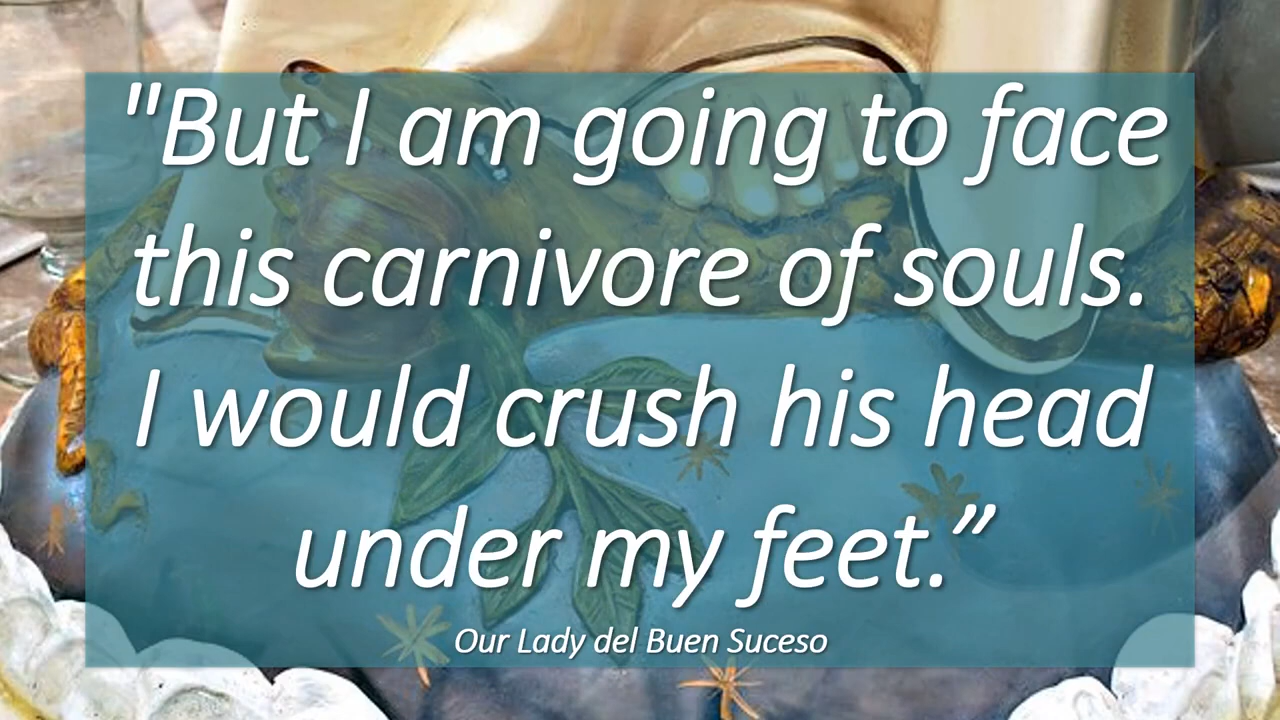 "But I am going to face
this carnivore of souls.
I would crush his head
under my feet.”
Our Lady del Buen Suceso